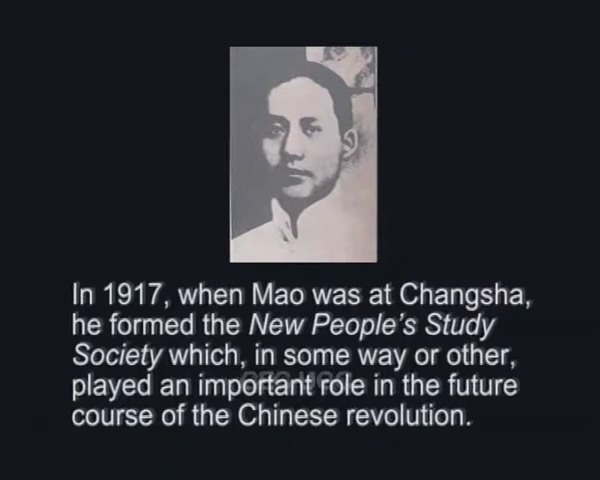 In 1917, when Mao was at Changsha,
he formed the New People's Study
Society which, in some way or other,
played an important role in the future
course of the Chinese revolution.